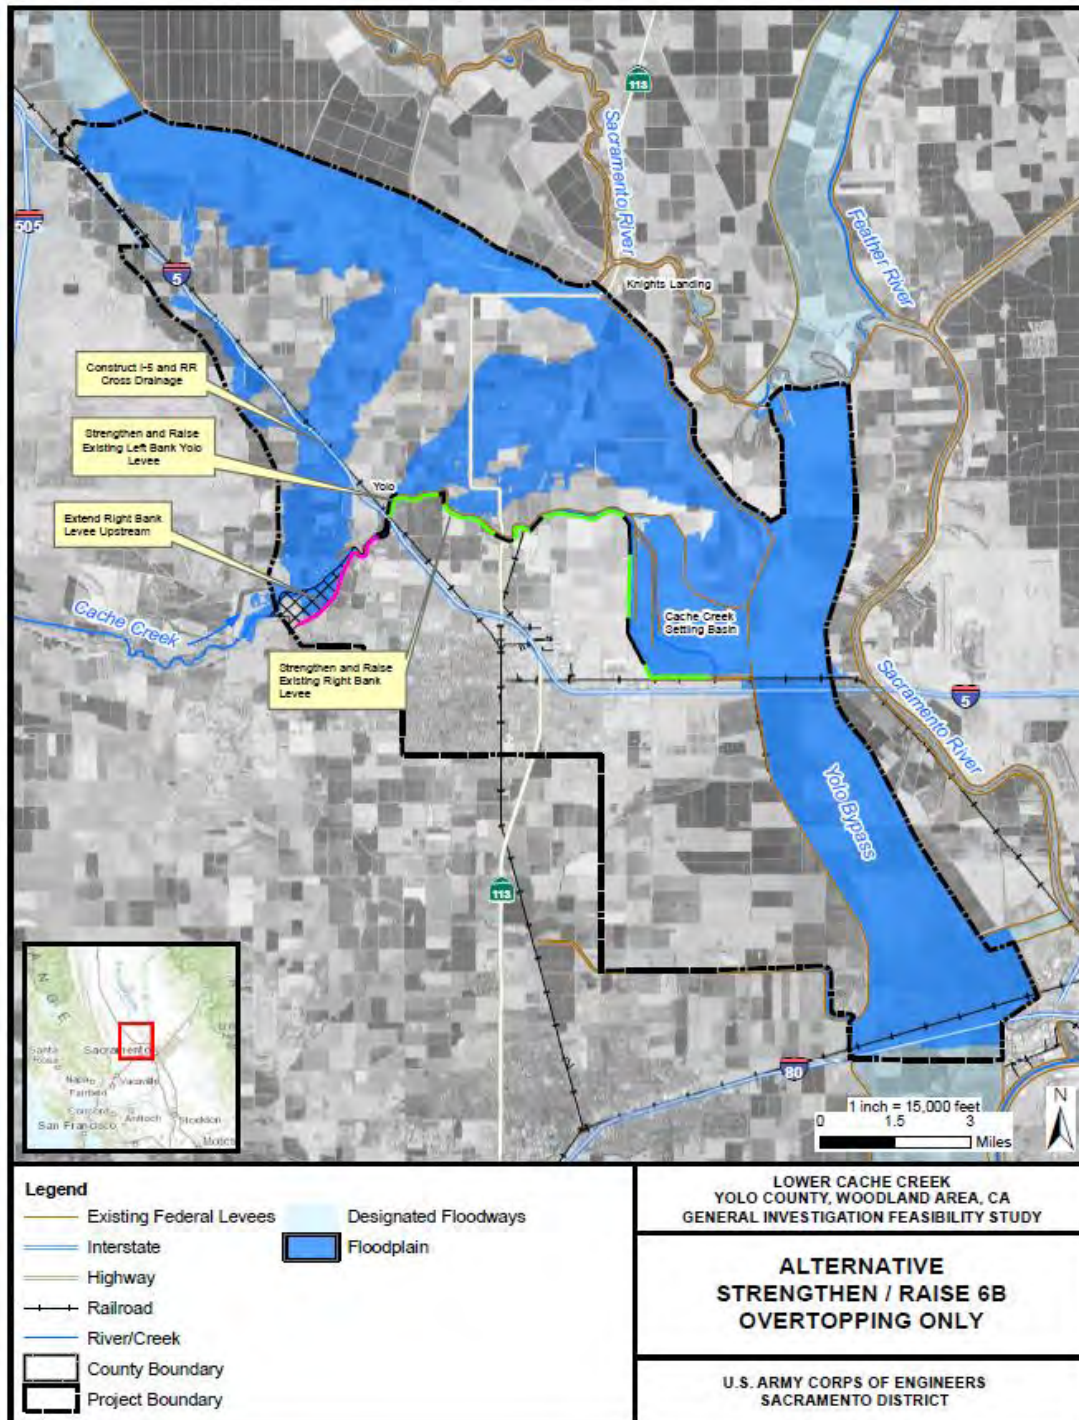 113
Sacramento River
505
5
Feather River
Knights Landing
Construct I-5 and RR
Cross Drainage
Strengthen and Raise
Existing Left Bank Yolo
Levee
Yolo
Extend Right Bank
Levee Upstream
Cache Creek
Cache Creek
Settling Basin
Strengthen and Raise
Existing Right Bank
Levee
5
Sacramento River
Yolo Bypass
113
80
N
1 inch = 15,000 feet
0 1.5 3
Miles
Sacramento
Santa
Rosa
Napa
Vacaville
Fairfield
Concord
Antioch
Stockton
San Francisco
Legend
Existing Federal Levees
Interstate
Highway
Railroad
River/Creek
County Boundary
Project Boundary
Designated Floodways
Floodplain
LOWER CACHE CREEK
YOLO COUNTY, WOODLAND AREA, CA
GENERAL INVESTIGATION FEASIBILITY STUDY
ALTERNATIVE
STRENGTHEN / RAISE 6B
OVERTOPPING ONLY
U.S. ARMY CORPS OF ENGINEERS
SACRAMENTO DISTRICT